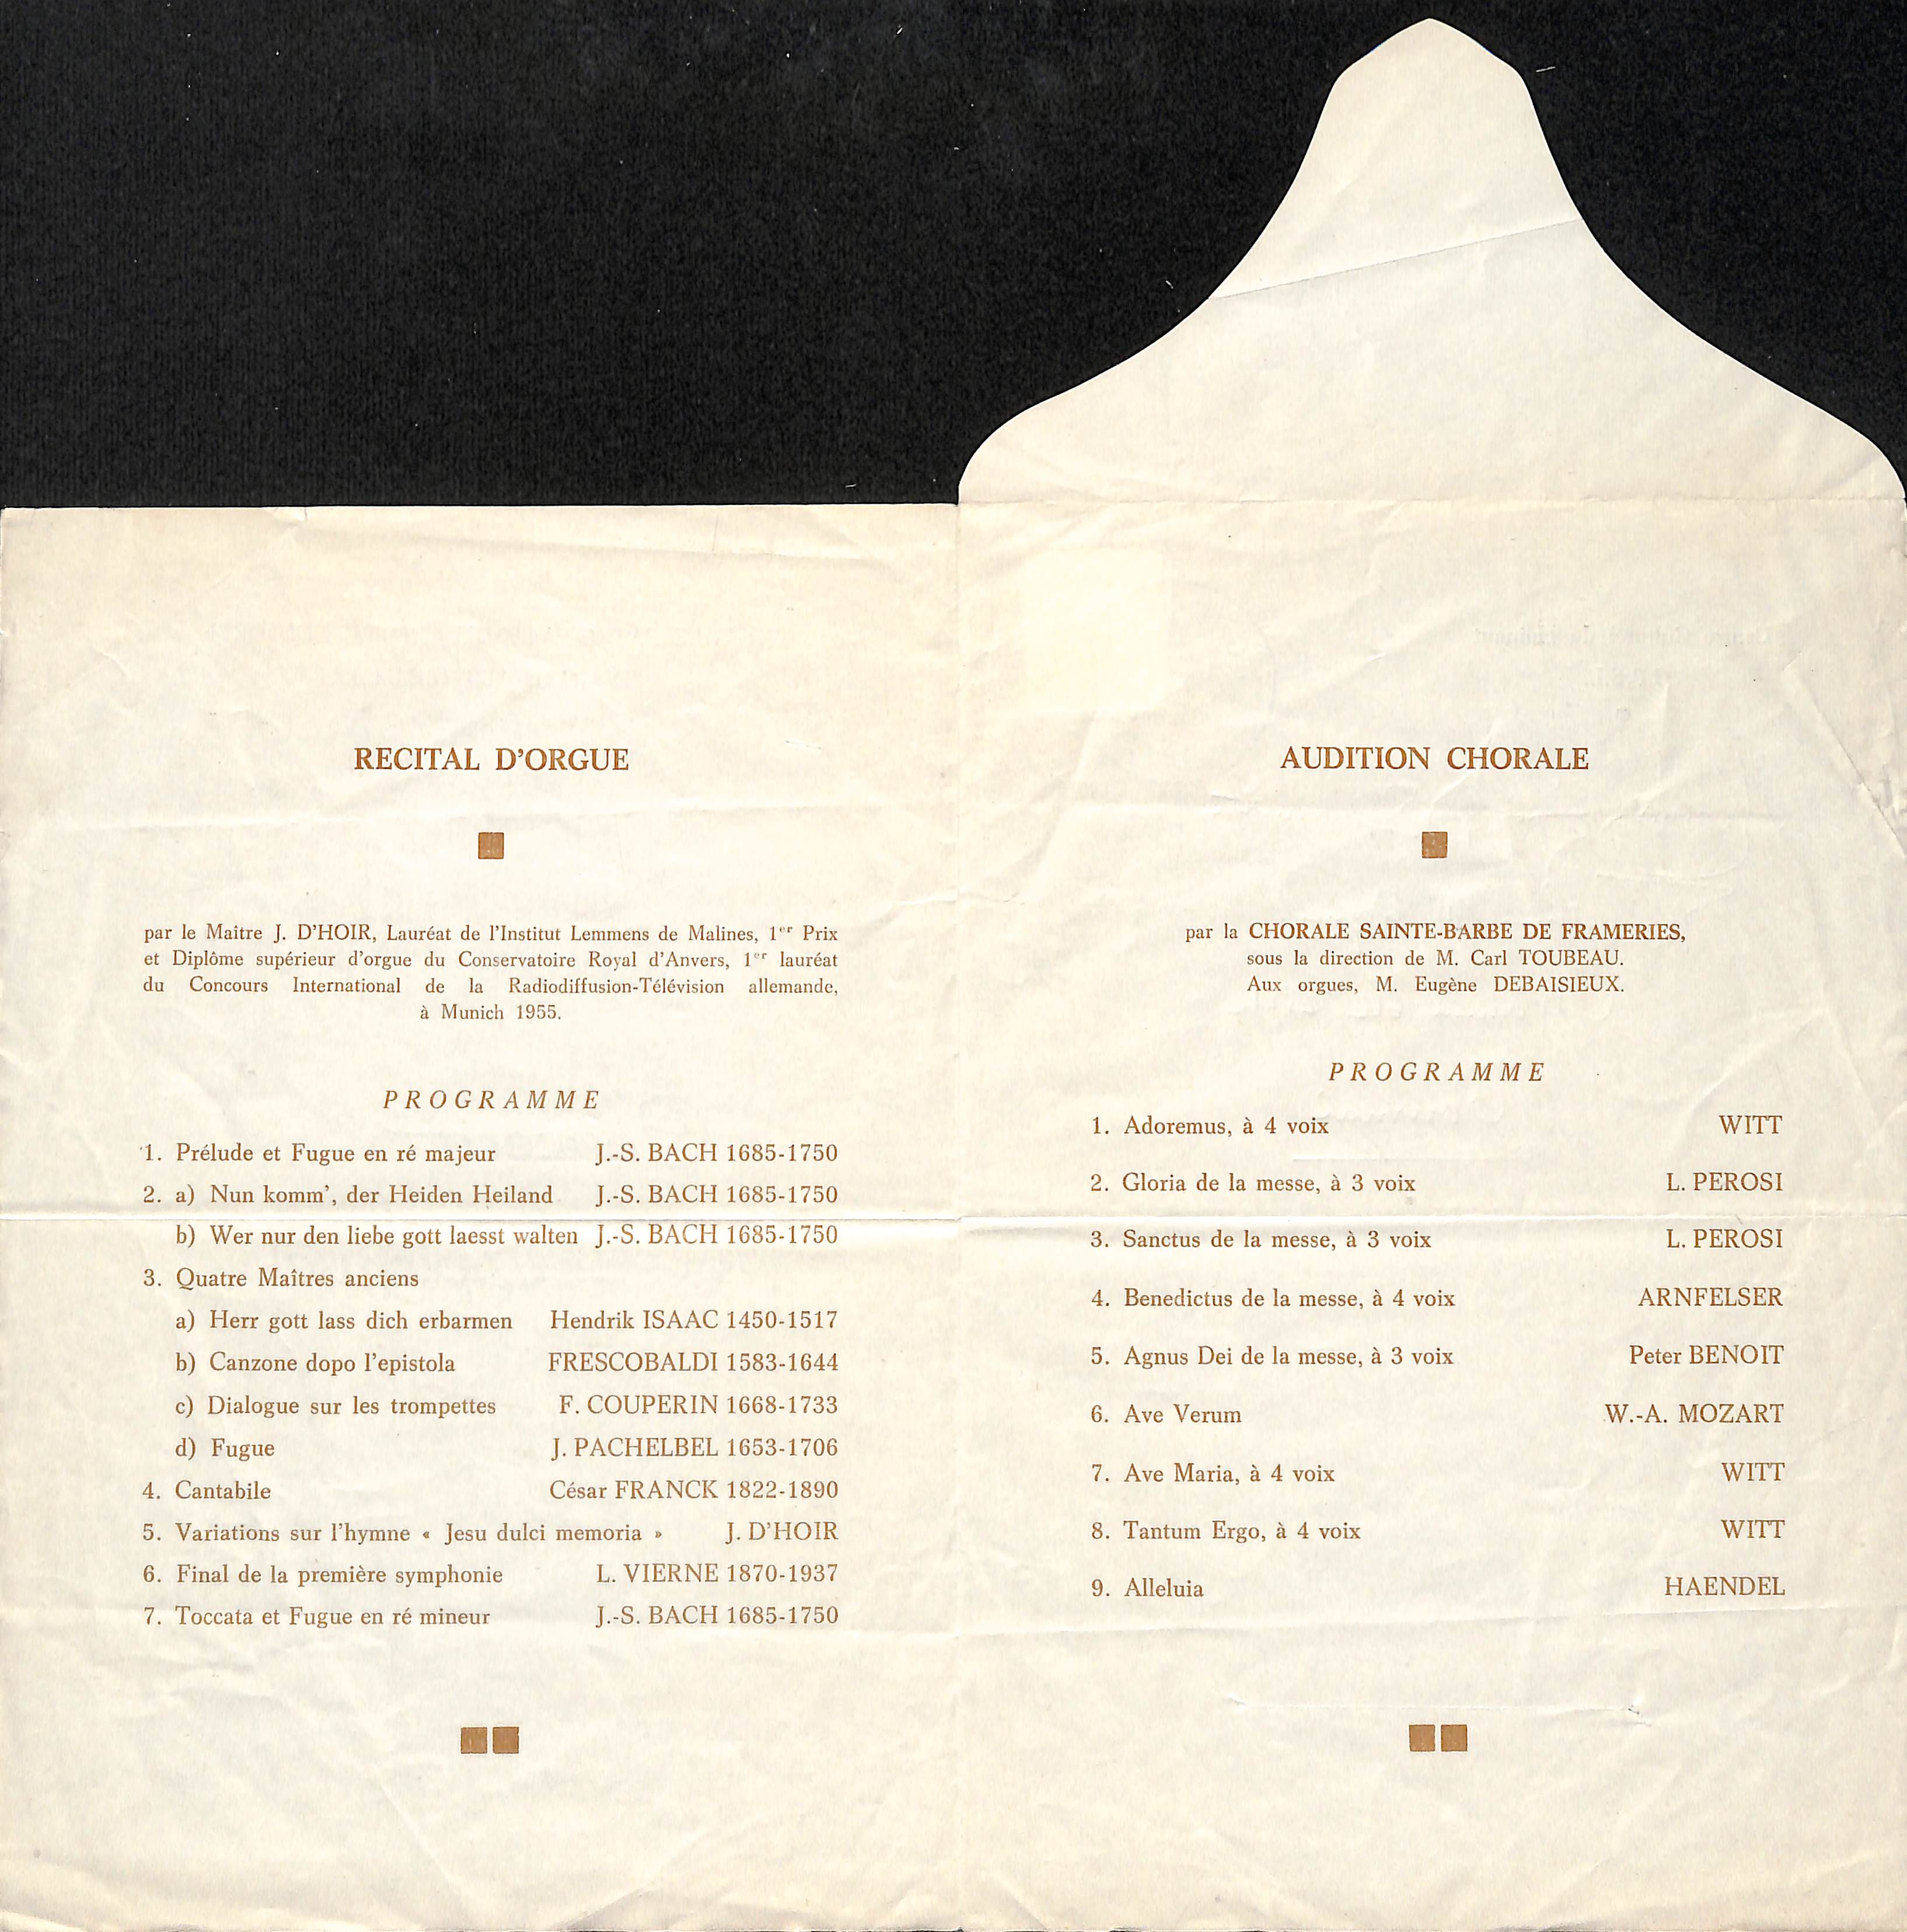 RECITAL D'ORGUE
par le Maître J. D'HOIR, Lauréat de l'Institut Lemmens de Malines, 1er Prix
et Diplôme supérieur d'orgue du Conservatoire Royal d'Anvers, 1er lauréat
du Concours International de la Radiodiffusion-Télévision allemande,
à Munich 1955.
PROGRAMME
1. Prélude et Fugue en ré majeur J.-S. BACH 1685-1750
2. a) Nun komm', der Heiden Heiland J.-S. BACH 1685-1750
b) Wer nur den liebe gott laesst walten J.-S. BACH 1685-1750
3. Quatre Maîtres anciens
a) Herr gott lass dich erbarmen Hendrik ISAAC 1450-1517
b) Canzone dopo l'epistola FRESCOBALDI 1583-1644
c) Dialogue sur les trompettes F. COUPERIN 1668-1733
d) Fugue J. PACHELBEL 1653-1706
4. Cantabile César FRANCK 1822-1890
5. Variations sur l'hymne « Jesu dulci memoria » J. D'HOIR
6. Final de la première symphonie L. VIERNE 1870-1937
7. Toccata et Fugue en ré mineur J.-S. BACH 1685-1750
AUDITION CHORALE
par la CHORALE SAINTE-BARBE DE FRAMERIES,
sous la direction de M. Carl TOUBEAU.
Aux orgues, M. Eugène DEBAISIEUX.
PROGRAMME
1. Adoremus, à 4 voix WITT
2. Gloria de la messe, à 3 voix L. PEROSI
3. Sanctus de la messe, à 3 voix L. PEROSI
4. Benedictus de la messe, à 4 voix ARNFELSER
5. Agnus Dei de la messe, à 3 voix Peter BENOIT
6. Ave Verum W.-A. MOZART
7. Ave Maria, à 4 voix WITT
8. Tantum Ergo, à 4 voix WITT
9. Alleluia HAENDEL